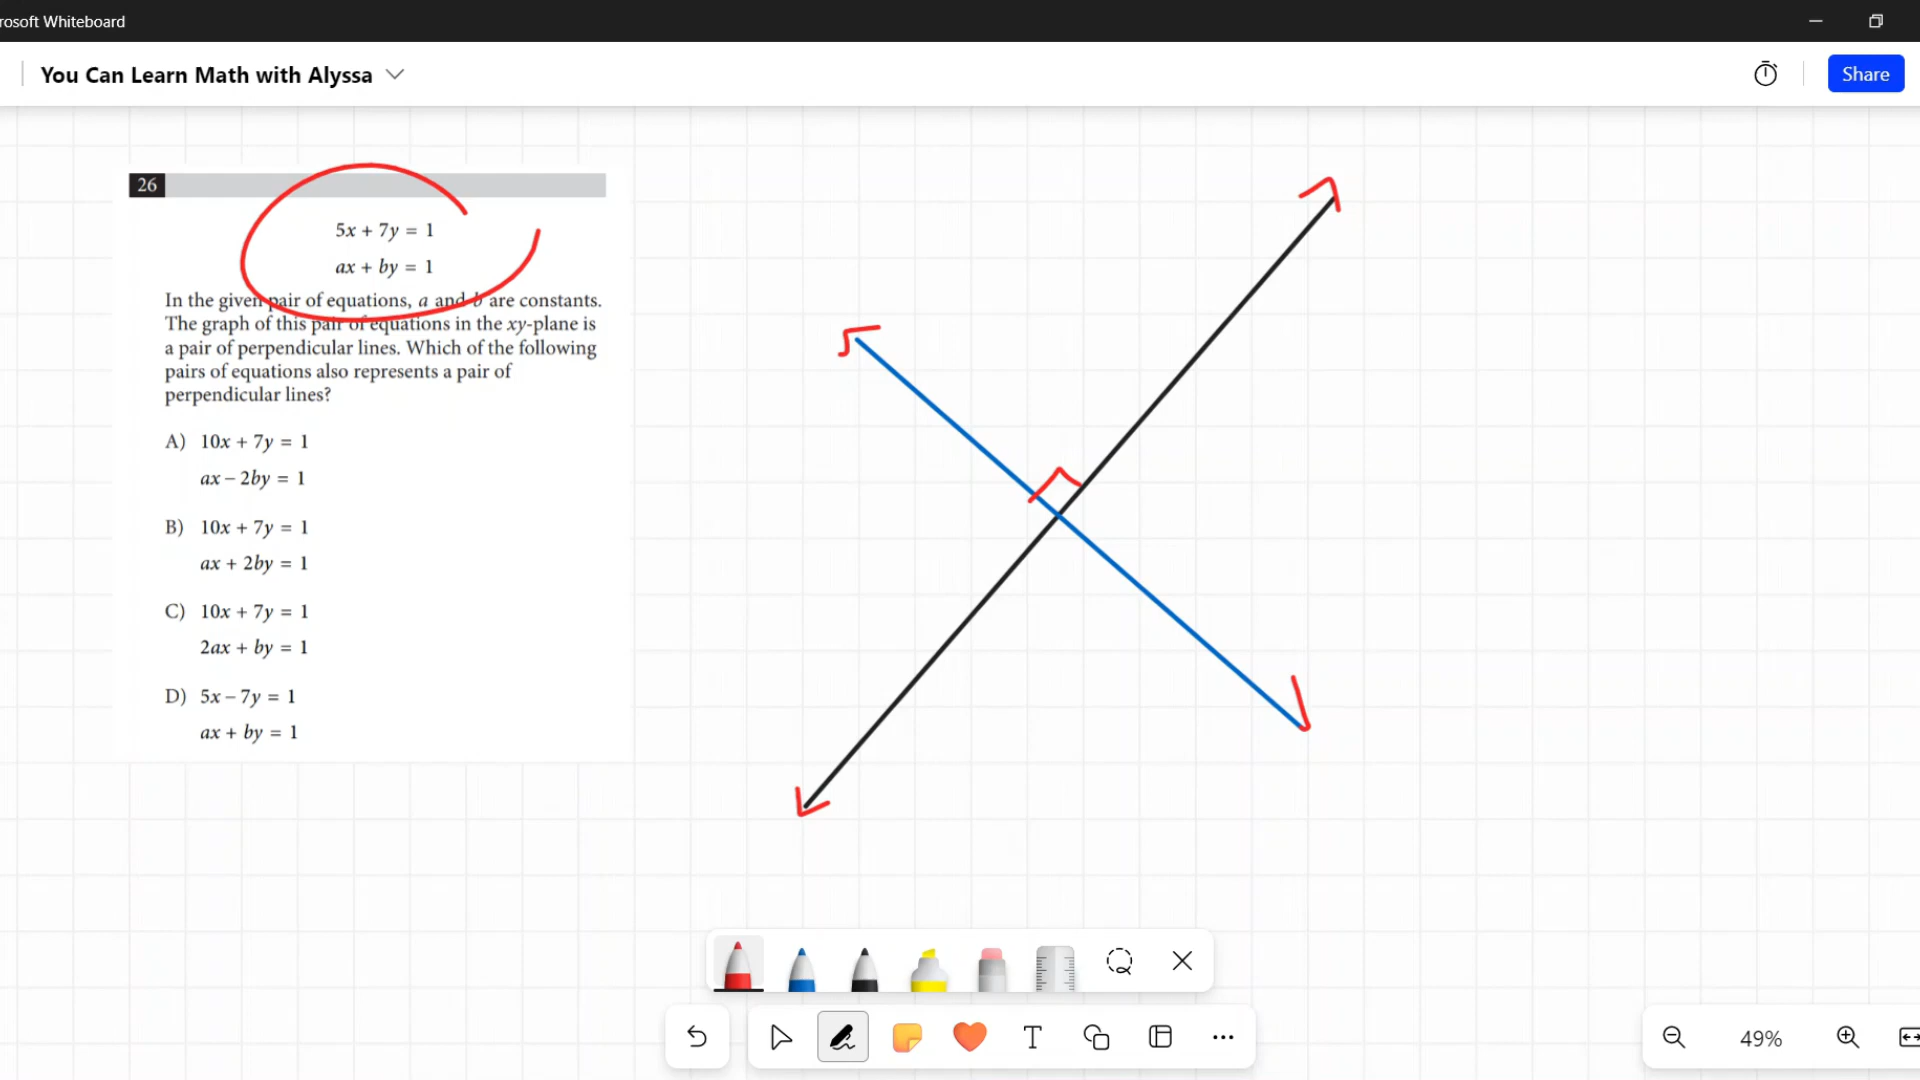 rosoft Whiteboard
You Can Learn Math with Alyssa
Share
26
5x + 7y = 1
ax + by = 1
In the given pair of equations, a and b are constants.
The graph of this pair of equations in the xy-plane is
a pair of perpendicular lines. Which of the following
pairs of equations also represents a pair of
perpendicular lines?
A) 10x + 7y = 1
ax – 2by = 1
B) 10x + 7y = 1
ax + 2by = 1
C) 10x + 7y = 1
2ax + by = 1
D) 5x – 7y = 1
ax + by = 1
49%